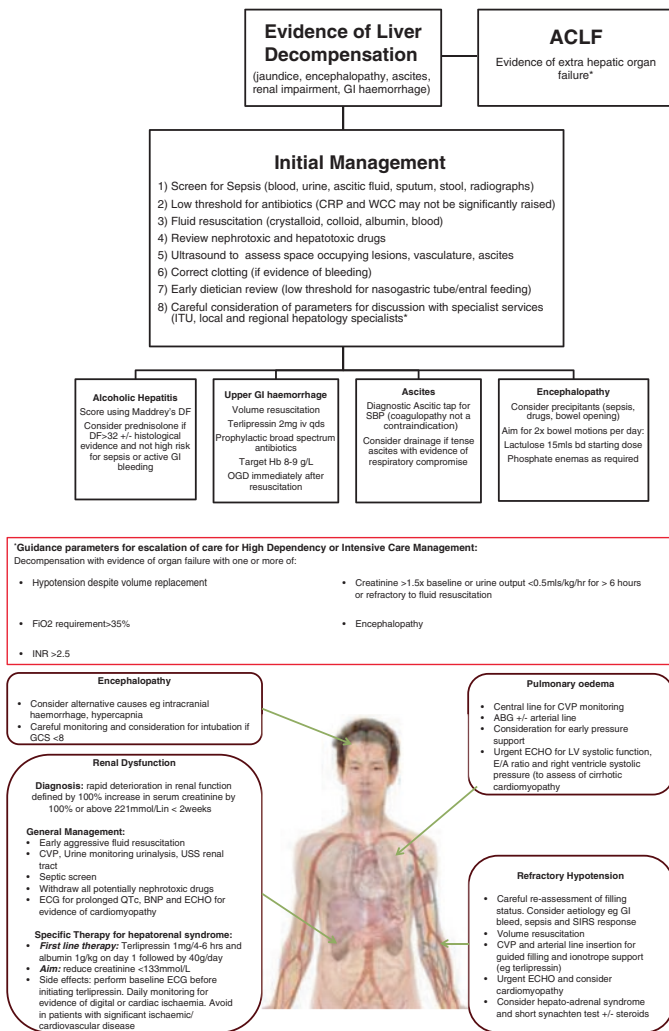 Evidence of Liver
Decompensation
(jaundice, encephalopathy, ascites,
renal impairment, GI haemorrhage)
ACLF
Evidence of extra hepatic organ
failure*
Initial Management
1) Screen for Sepsis (blood, urine, ascitic fluid, sputum, stool, radiographs)
2) Low threshold for antibiotics (CRP and WCC may not be significantly raised)
3) Fluid resuscitation (crystalloid, colloid, albumin, blood)
4) Review nephrotoxic and hepatotoxic drugs
5) Ultrasound to assess space occupying lesions, vasculature, ascites
6) Correct clotting (if evidence of bleeding)
7) Early dietician review (low threshold for nasogastric tube/entral feeding)
8) Careful consideration of parameters for discussion with specialist services
(ITU, local and regional hepatology specialists*
Alcoholic Hepatitis
Score using Maddrey's DF
Consider prednisolone if
DF>32 +/- histological
evidence and not high risk
for sepsis or active GI
bleeding
Upper GI haemorrhage
Volume resuscitation
Terlipressin 2mg iv qds
Prophylactic broad spectrum
antibiotics
Target Hb 8-9 g/L
OGD immediately after
resuscitation
Ascites
Diagnostic Ascitic tap for
SBP (coagulopathy not a
contraindication)
Consider drainage if tense
ascites with evidence of
respiratory compromise
Encephalopathy
Consider precipitants (sepsis,
drugs, bowel opening)
Aim for 2x bowel motions per day:
Lactulose 15mls bd starting dose
Phosphate enemas as required
*Guidance parameters for escalation of care for High Dependency or Intensive Care Management:
Decompensation with evidence of organ failure with one or more of:
• Hypotension despite volume replacement
• Creatinine >1.5x baseline or urine output <0.5mls/kg/hr for > 6 hours
or refractory to fluid resuscitation
• FiO2 requirement>35%
• Encephalopathy
• INR >2.5
Encephalopathy
• Consider alternative causes eg intracranial
haemorrhage, hypercapnia
• Careful monitoring and consideration for intubation if
GCS <8
Renal Dysfunction
Diagnosis: rapid deterioration in renal function
defined by 100% increase in serum creatinine by
100% or above 221mmol/Lin < 2weeks
General Management:
• Early aggressive fluid resuscitation
• CVP, Urine monitoring urinalysis, USS renal
tract
• Septic screen
• Withdraw all potentially nephrotoxic drugs
• ECG for prolonged QTc, BNP and ECHO for
evidence of cardiomyopathy
Specific Therapy for hepatorenal syndrome:
• First line therapy: Terlipressin 1mg/4-6 hrs and
albumin 1g/kg on day 1 followed by 40g/day
• Aim: reduce creatinine <133mmol/L
• Side effects: perform baseline ECG before
initiating terlipressin. Daily monitoring for
evidence of digital or cardiac ischaemia. Avoid
in patients with significant ischaemic/
cardiovascular disease
Pulmonary oedema
• Central line for CVP monitoring
• ABG +/- arterial line
• Consideration for early pressure
support
• Urgent ECHO for LV systolic function,
E/A ratio and right ventricle systolic
pressure (to assess of cirrhotic
cardiomyopathy
Refractory Hypotension
• Careful re-assessment of filling
status. Consider aetiology eg GI
bleed, sepsis and SIRS response
• Volume resuscitation
• CVP and arterial line insertion for
guided filling and ionotrope support
(eg terlipressin)
• Urgent ECHO and consider
cardiomyopathy
• Consider hepato-adrenal syndrome
and short synachten test +/- steroids